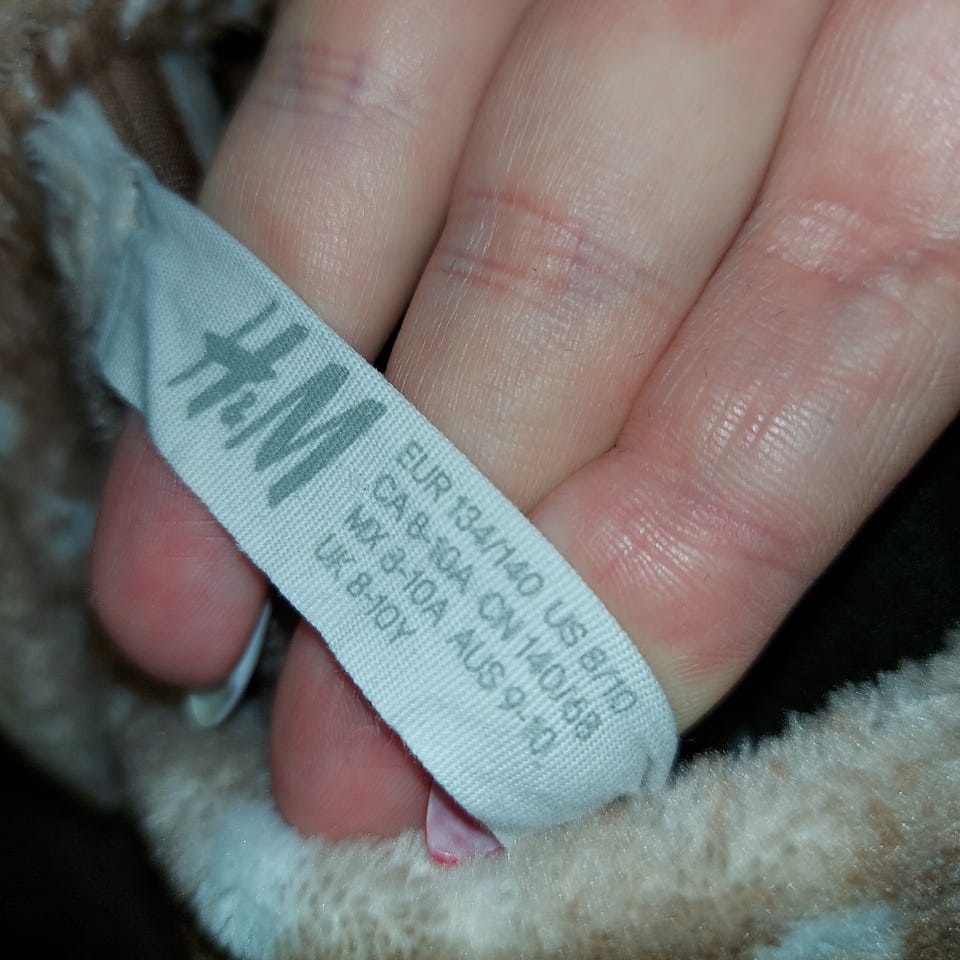 H&M
EUR 134/140 US 8/10
CA 8-10A CN 140/68
MX 8-10A AUS 9-10
UK 8-10Y